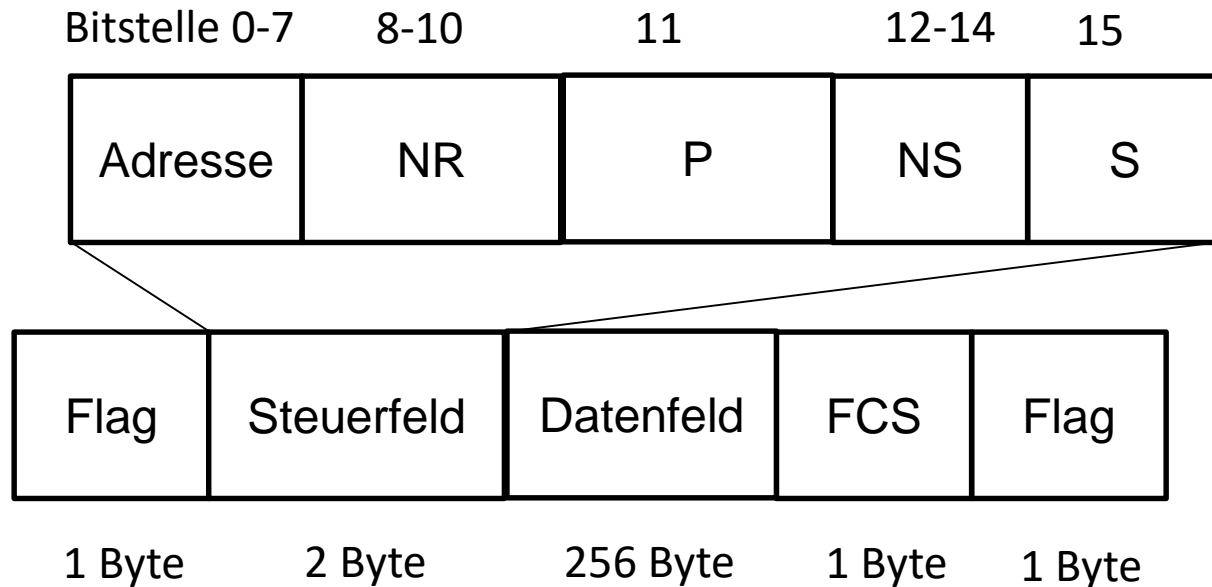 Bitstelle 0-7 8-10 11 12-14 15
Adresse NR P NS S
Flag Steuerfeld Datenfeld FCS Flag
1 Byte 2 Byte 256 Byte 1 Byte 1 Byte